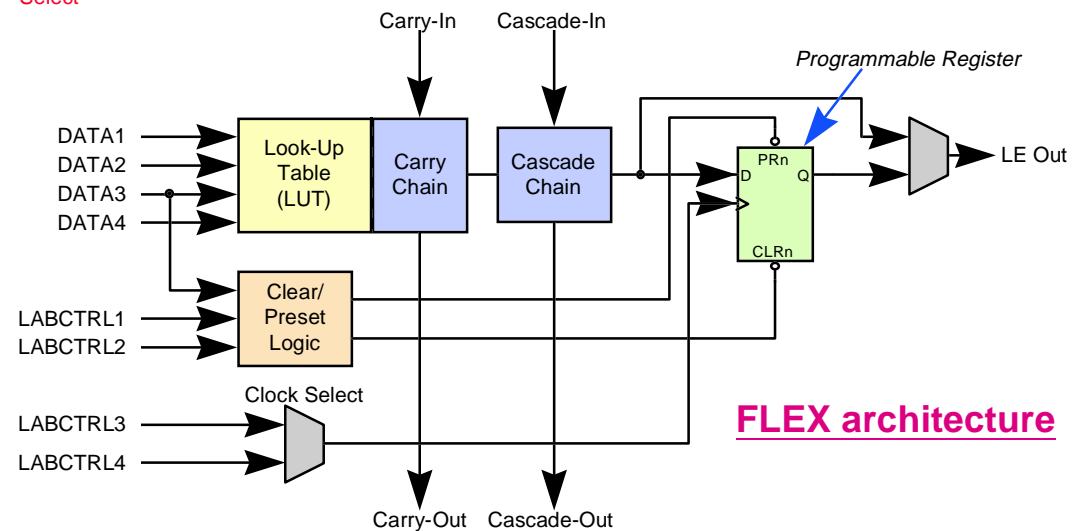 Select
Carry-In
Cascade-In
Programmable Register
DATA1
DATA2
DATA3
DATA4
Look-Up
Table
(LUT)
Carry
Chain
Cascade
Chain
PRn
D
Q
CLRn
LE Out
LABCTRL1
LABCTRL2
Clear/
Preset
Logic
Clock Select
LABCTRL3
LABCTRL4
FLEX architecture
Carry-Out
Cascade-Out